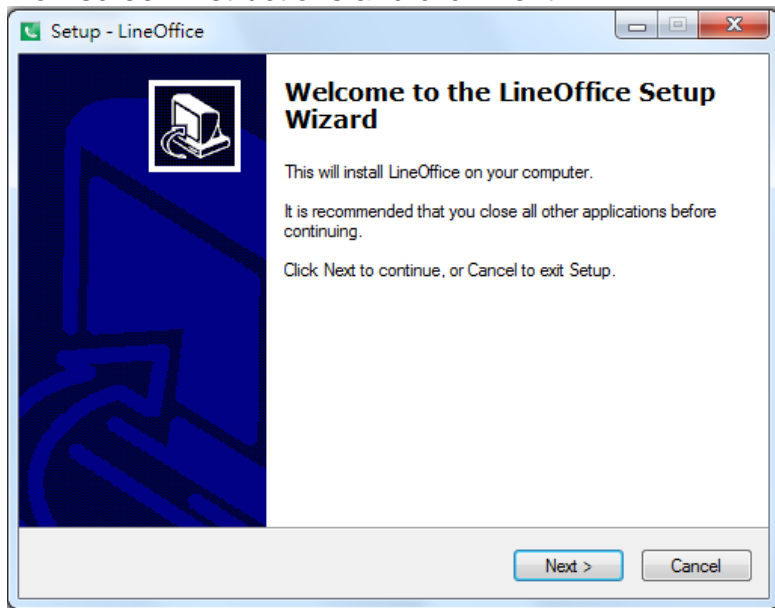 Setup - LineOffice
Welcome to the LineOffice Setup
Wizard
This will install LineOffice on your computer.
It is recommended that you close all other applications before
continuing.
Click Next to continue, or Cancel to exit Setup.
Next >
Cancel